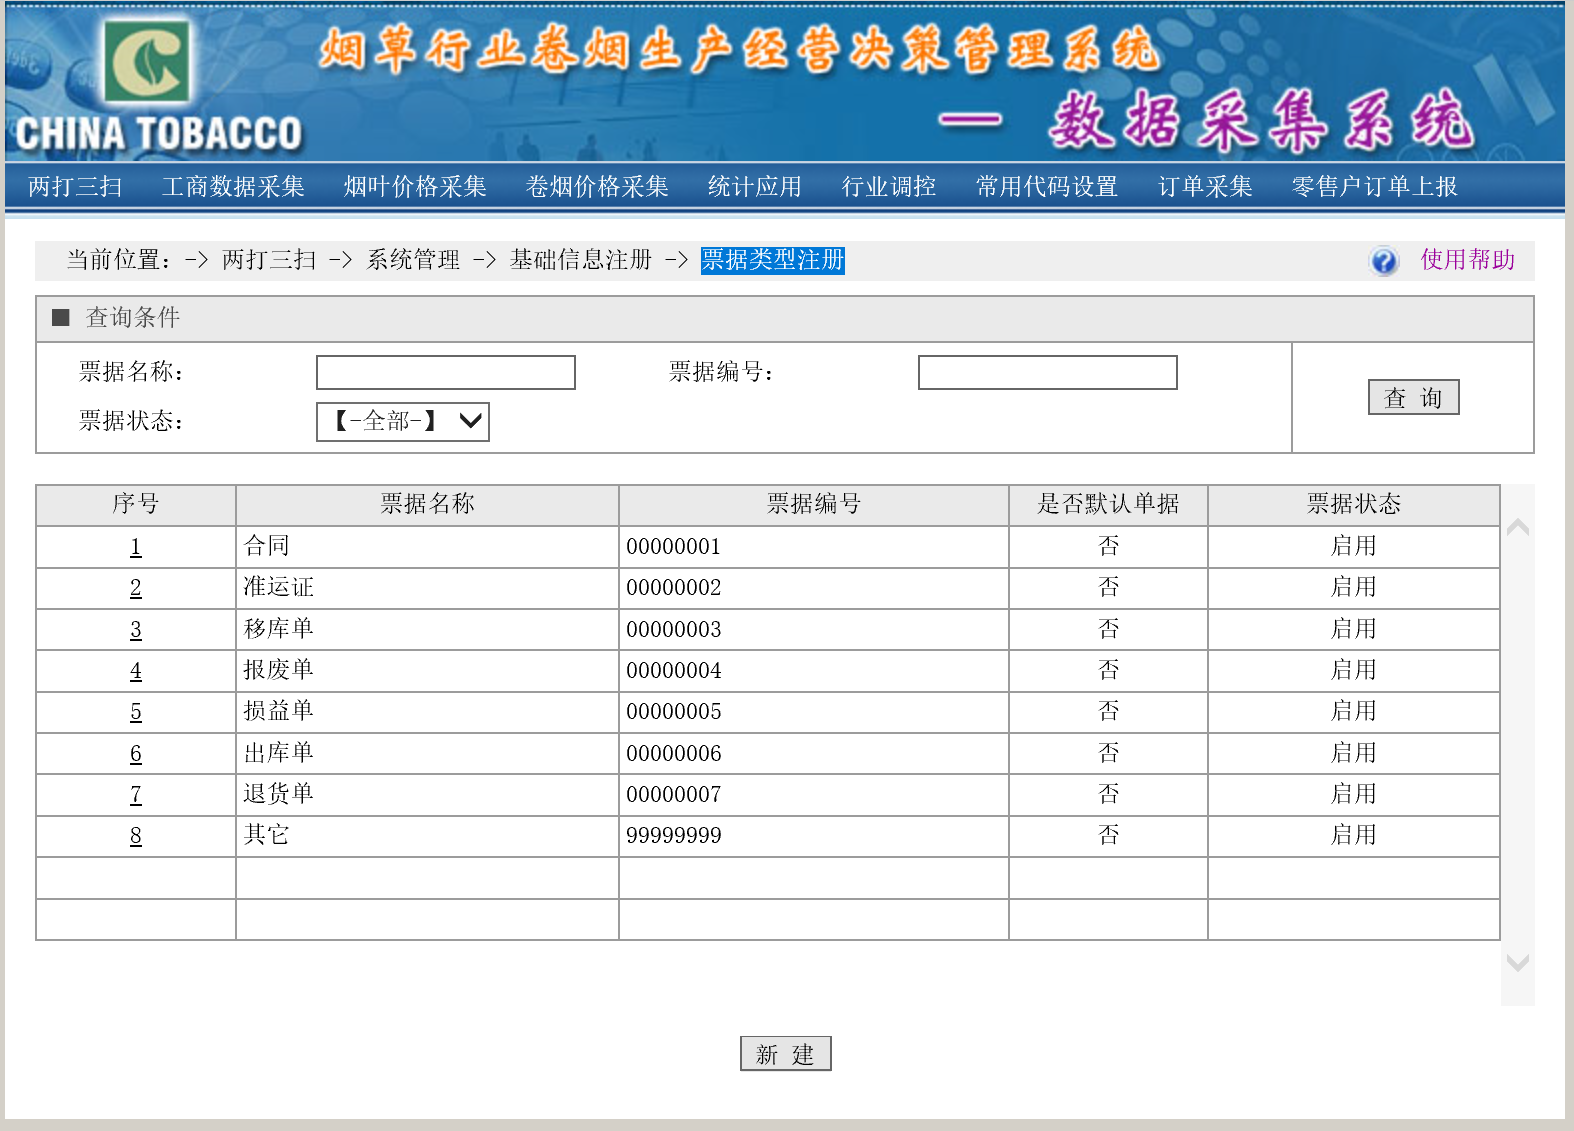 烟草行业卷烟生产经营决策管理系统
— 数据采集系统
CHINA TOBACCO
两打三扫 工商数据采集 烟叶价格采集 卷烟价格采集 统计应用 行业调控 常用代码设置 订单采集 零售户订单上报
当前位置：-> 两打三扫 -> 系统管理 -> 基础信息注册 -> 票据类型注册 使用帮助
■ 查询条件
票据名称： 票据编号：
查 询
票据状态： 【-全部-】
序号 票据名称 票据编号 是否默认单据 票据状态
1 合同 00000001 否 启用
2 准运证 00000002 否 启用
3 移库单 00000003 否 启用
4 报废单 00000004 否 启用
5 损益单 00000005 否 启用
6 出库单 00000006 否 启用
7 退货单 00000007 否 启用
8 其它 99999999 否 启用
新 建